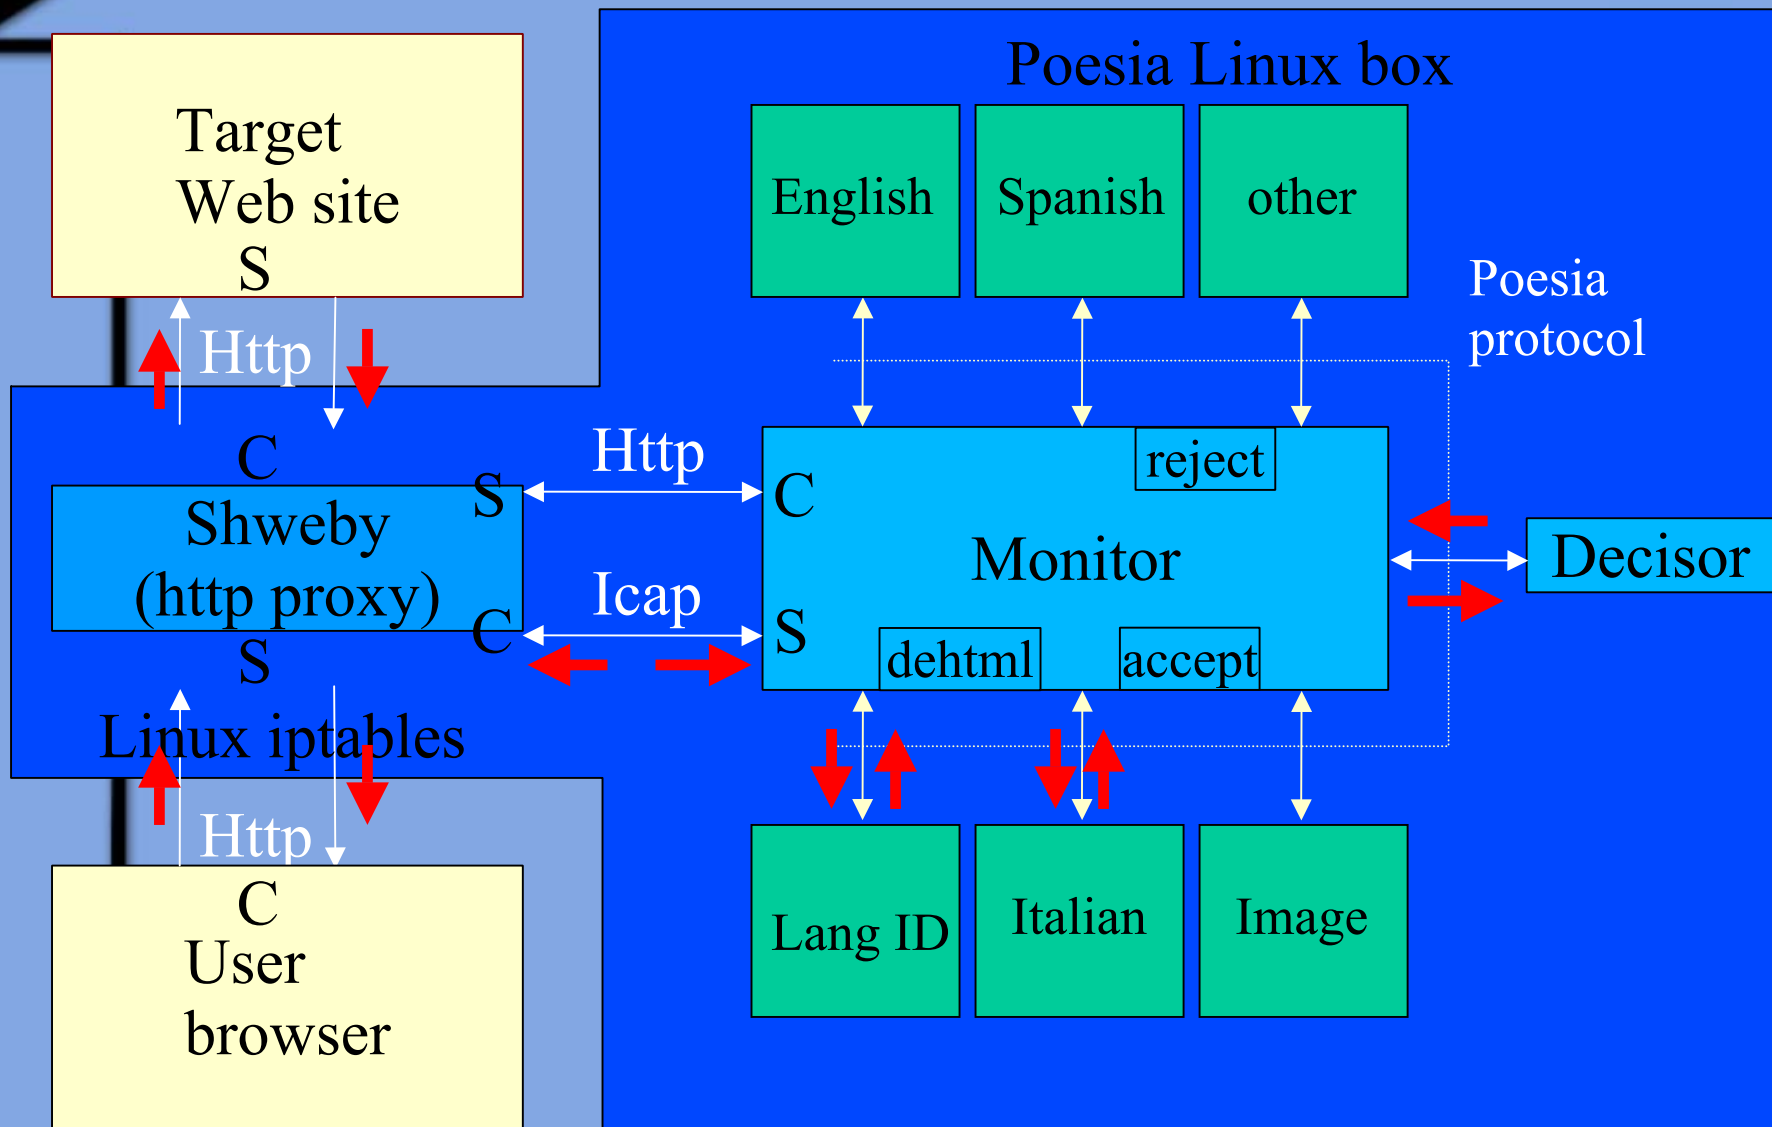 Poesia Linux box
Target
Web site
S
English
Spanish
other
Poesia
protocol
Http
C
S
Shweby
(http proxy)
C
S
Http
Icap
C
S
reject
Monitor
dehtml
accept
Decisor
Linux iptables
Http
C
User
browser
Lang ID
Italian
Image